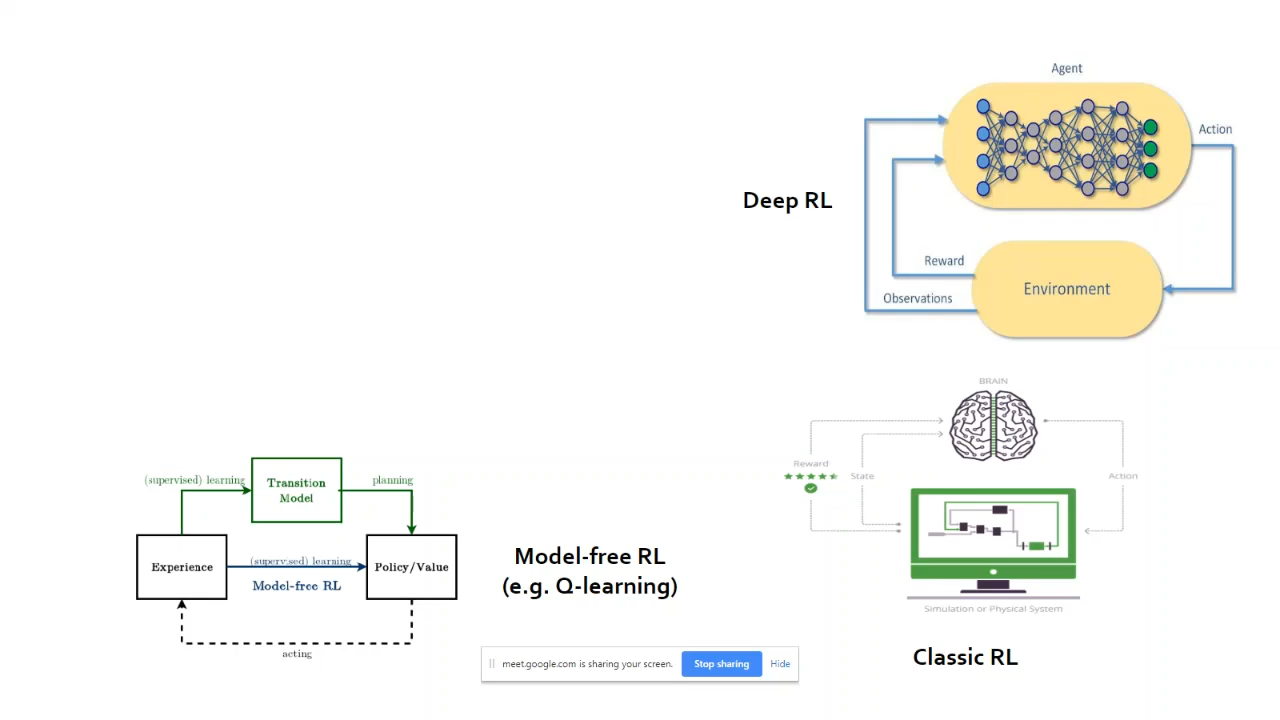 Agent
Action
Deep RL
Reward
Environment
Observations
BRAIN
Reward
State
Action
Simulation or Physical System
Classic RL
(supervised) learning
planning
Transition
Model
Experience
(supervised) learning
Policy/Value
Model-free RL
acting
Model-free RL
(e.g. Q-learning)
meet.google.com is sharing your screen.
Stop sharing
Hide